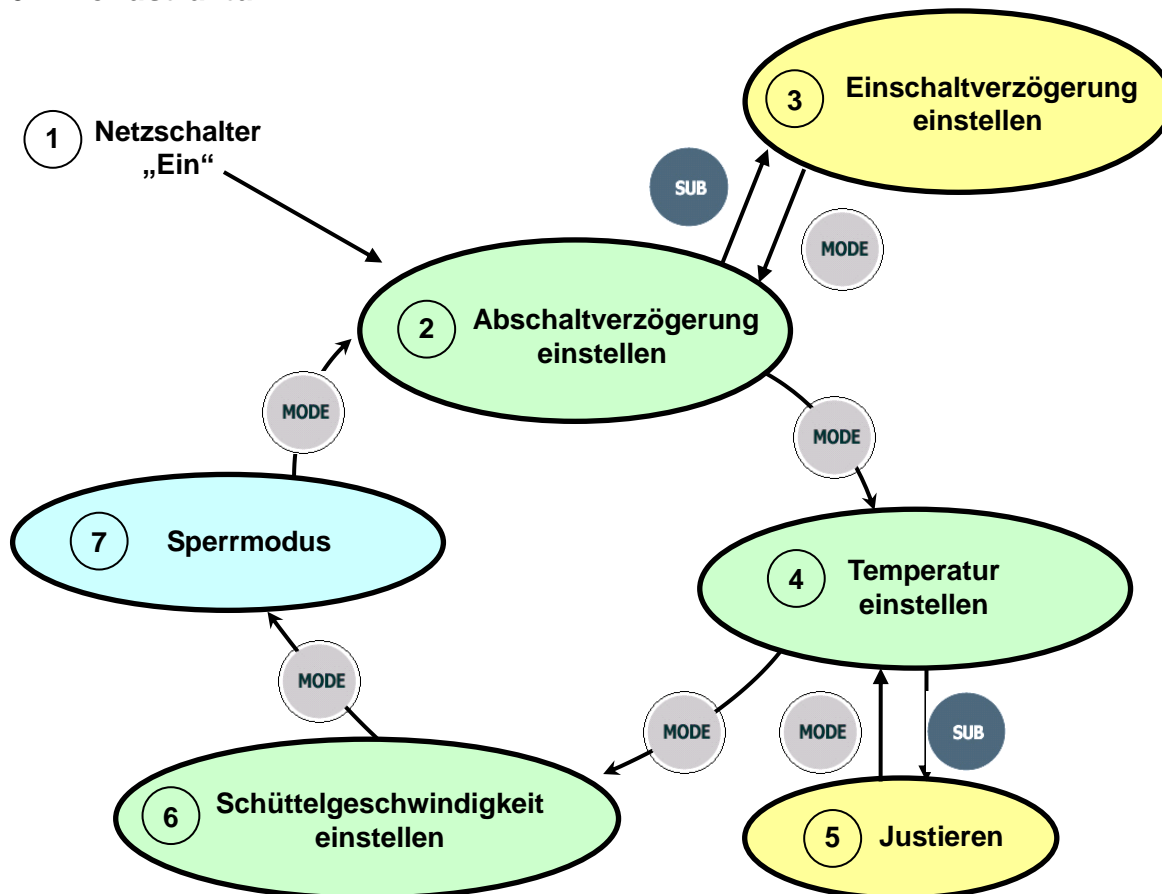 1 Netzschalter
„Ein“
3 Einschaltverzögerung
einstellen
SUB
MODE
2 Abschaltverzögerung
einstellen
MODE
MODE
7 Sperrmodus
4 Temperatur
einstellen
MODE
MODE
MODE
SUB
6 Schüttelgeschwindigkeit
einstellen
5 Justieren